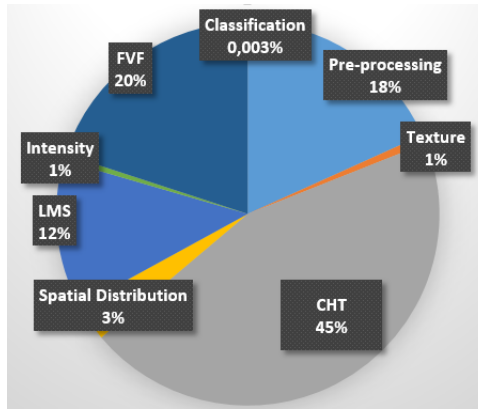 Classification
0,003%
Pre-processing
18%
Texture
1%
CHT
45%
Spatial Distribution
3%
LMS
12%
Intensity
1%
FVF
20%